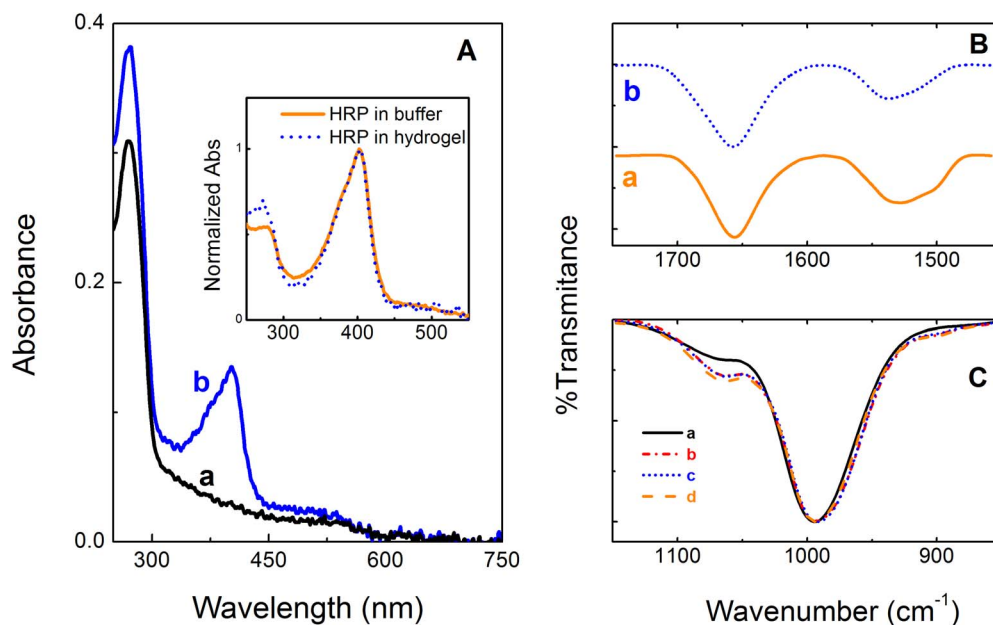 A
0.4
0.2
0.0
Absorbance
300 450 600 750
Wavelength (nm)
b
a
HRP in buffer
HRP in hydrogel
Normalized Abs
1
0
300 400 500
B
b
a
1700 1600 1500
%Transmitance
C
a
b
c
d
1100 1000 900
Wavenumber (cm⁻¹)